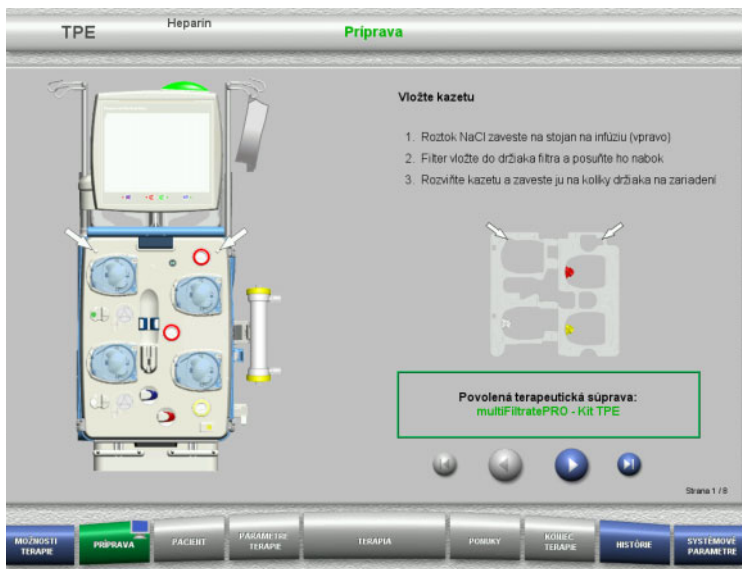 TPE
Heparin
Príprava
Vložte kazetu
1. Roztok NaCl zaveste na stojan na infúziu (vpravo)
2. Filter vložte do držiaka filtra a posuňte ho nabok
3. Rozviňte kazetu a zaveste ju na kolíky držiaka na zariadení
Povolená terapeutická súprava:
multiFiltratePRO - Kit TPE
Strana 1 / 8
MOŽNOSTI
TERAPIE
PRÍPRAVA
PACIENT
PARAMETRE
TERAPIE
TERAPIA
PONUKY
KONIEC
TERAPIE
HISTÓRIE
SYSTÉMOVÉ
PARAMETRE